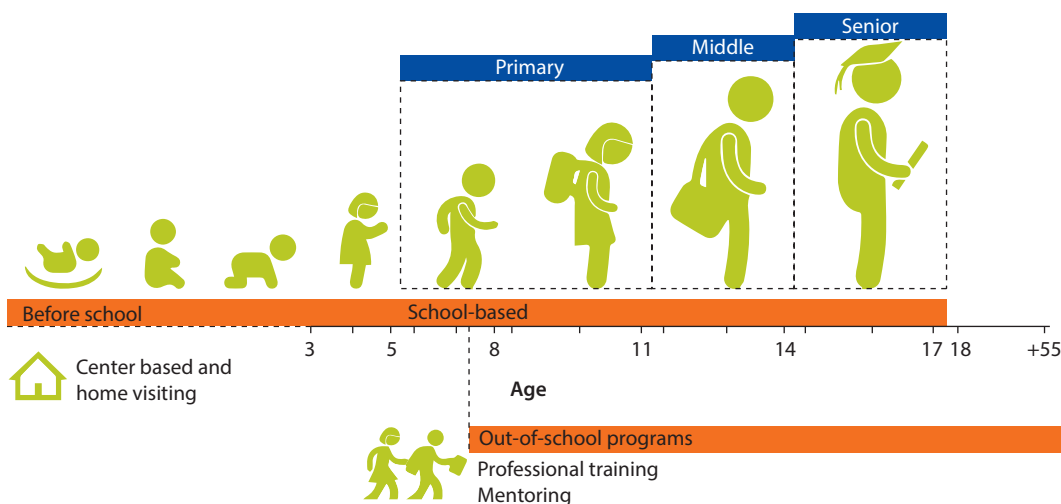 Senior
Middle
Primary
Before school
School-based
3 5 8 11 14 17 18 +55
Center based and
home visiting
Age
Out-of-school programs
Professional training
Mentoring